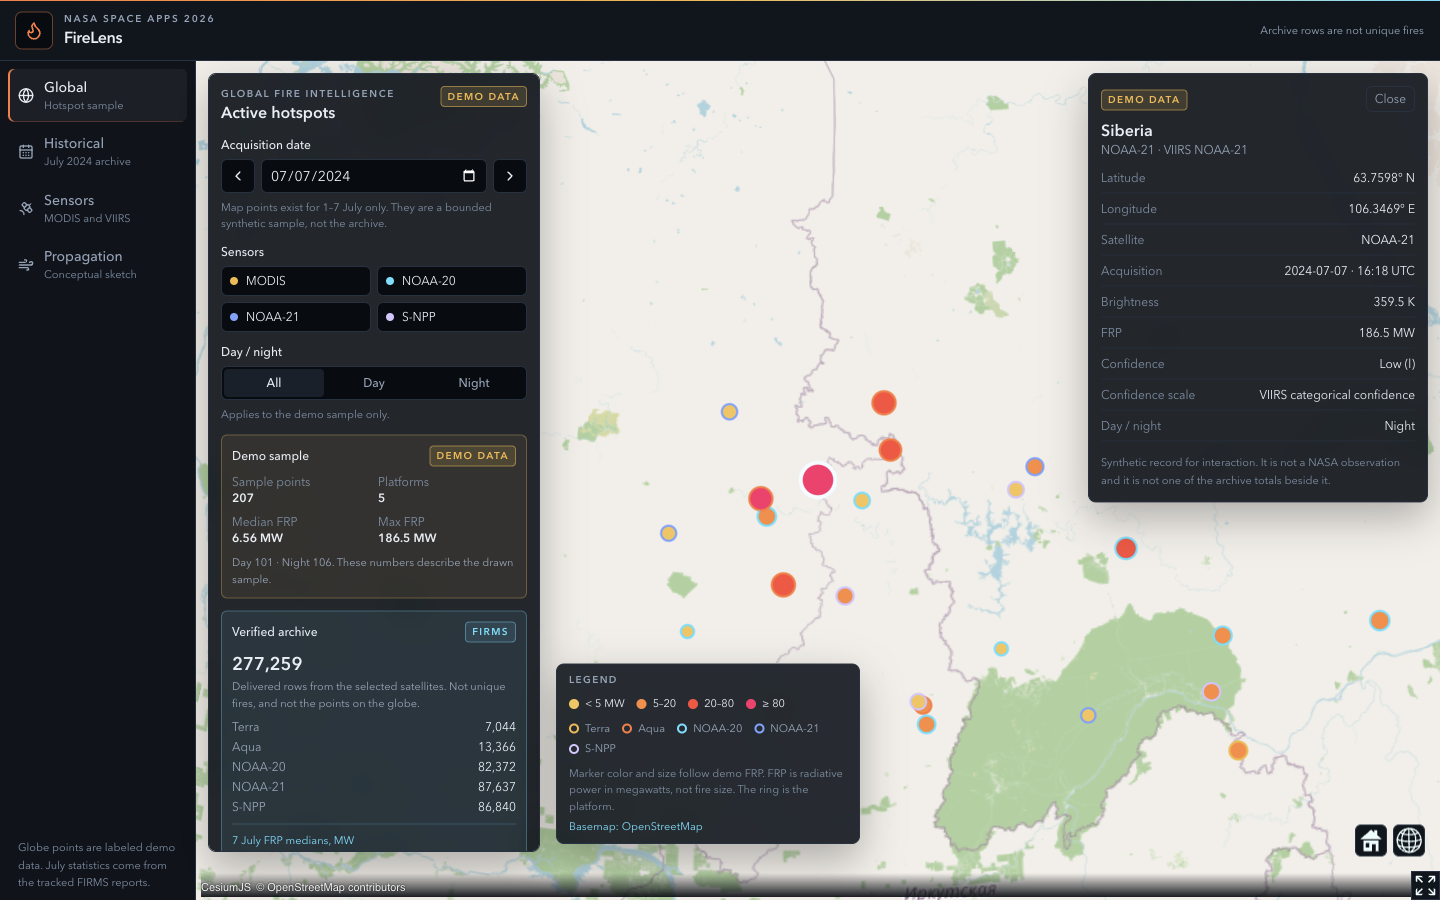 NASA SPACE APPS 2026
FireLens
Archive rows are not unique fires
Global
Hotspot sample
Historical
July 2024 archive
Sensors
MODIS and VIIRS
Propagation
Conceptual sketch
Globe points are labeled demo
data. July statistics come from
the tracked FIRMS reports.
GLOBAL FIRE INTELLIGENCE
DEMO DATA
Active hotspots
Acquisition date
07/07/2024
Map points exist for 1–7 July only. They are a bounded
synthetic sample, not the archive.
Sensors
MODIS
NOAA-20
NOAA-21
S-NPP
Day / night
All Day Night
Applies to the demo sample only.
Demo sample DEMO DATA
Sample points Platforms
207 5
Median FRP Max FRP
6.56 MW 186.5 MW
Day 101 · Night 106. These numbers describe the drawn
sample.
Verified archive FIRMS
277,259
Delivered rows from the selected satellites. Not unique
fires, and not the points on the globe.
Terra 7,044
Aqua 13,366
NOAA-20 82,372
NOAA-21 87,637
S-NPP 86,840
7 July FRP medians, MW
LEGEND
< 5 MW 5–20 20–80 ≥ 80
Terra Aqua NOAA-20 NOAA-21
S-NPP
Marker color and size follow demo FRP. FRP is radiative
power in megawatts, not fire size. The ring is the
platform.
Basemap: OpenStreetMap
DEMO DATA Close
Siberia
NOAA-21 · VIIRS NOAA-21
Latitude 63.7598° N
Longitude 106.3469° E
Satellite NOAA-21
Acquisition 2024-07-07 · 16:18 UTC
Brightness 359.5 K
FRP 186.5 MW
Confidence Low (l)
Confidence scale VIIRS categorical confidence
Day / night Night
Synthetic record for interaction. It is not a NASA observation
and it is not one of the archive totals beside it.
CesiumJS © OpenStreetMap contributors
Иркутская